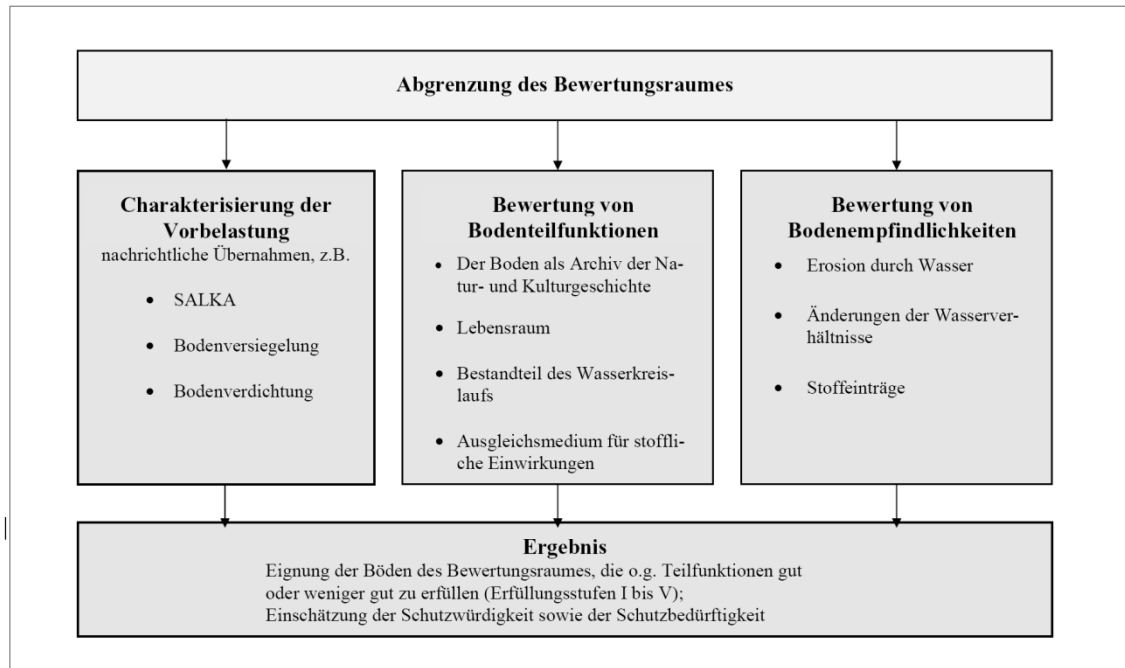 Abgrenzung des Bewertungsraumes
Charakterisierung der
Vorbelastung
nachrichtliche Übernahmen, z.B.
• SALKA
• Bodenversiegelung
• Bodenverdichtung
Bewertung von
Bodenteilfunktionen
• Der Boden als Archiv der Na-
tur- und Kulturgeschichte
• Lebensraum
• Bestandteil des Wasserkreis-
laufs
• Ausgleichsmedium für stoffli-
che Einwirkungen
Bewertung von
Bodenempfindlichkeiten
• Erosion durch Wasser
• Änderungen der Wasserver-
hältnisse
• Stoffeinträge
Ergebnis
Eignung der Böden des Bewertungsraumes, die o.g. Teilfunktionen gut
oder weniger gut zu erfüllen (Erfüllungsstufen I bis V);
Einschätzung der Schutzwürdigkeit sowie der Schutzbedürftigkeit